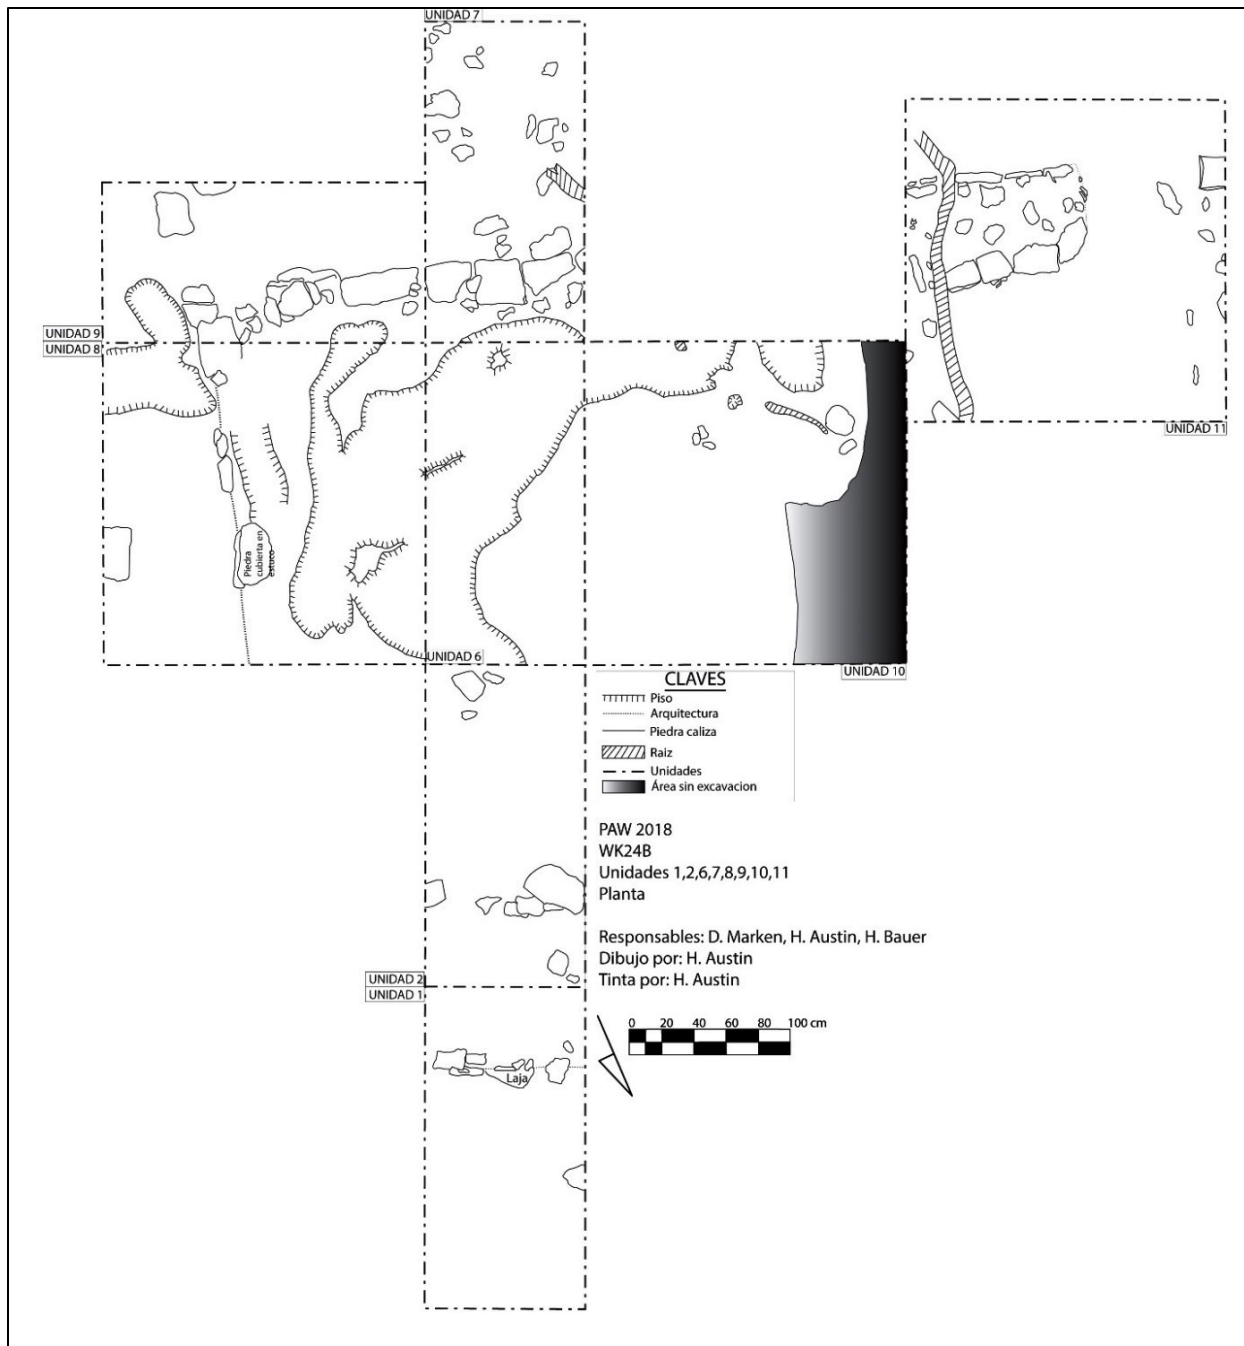 UNIDAD 7
UNIDAD 9
UNIDAD 8
UNIDAD 11
Piedra
cubierta en
estuco
UNIDAD 6
UNIDAD 10
CLAVES
Piso
Arquitectura
Piedra caliza
Raiz
Unidades
Área sin excavacion
PAW 2018
WK24B
Unidades 1,2,6,7,8,9,10,11
Planta
Responsables: D. Marken, H. Austin, H. Bauer
Dibujo por: H. Austin
Tinta por: H. Austin
UNIDAD 2
UNIDAD 1
0 20 40 60 80 100 cm
Laja